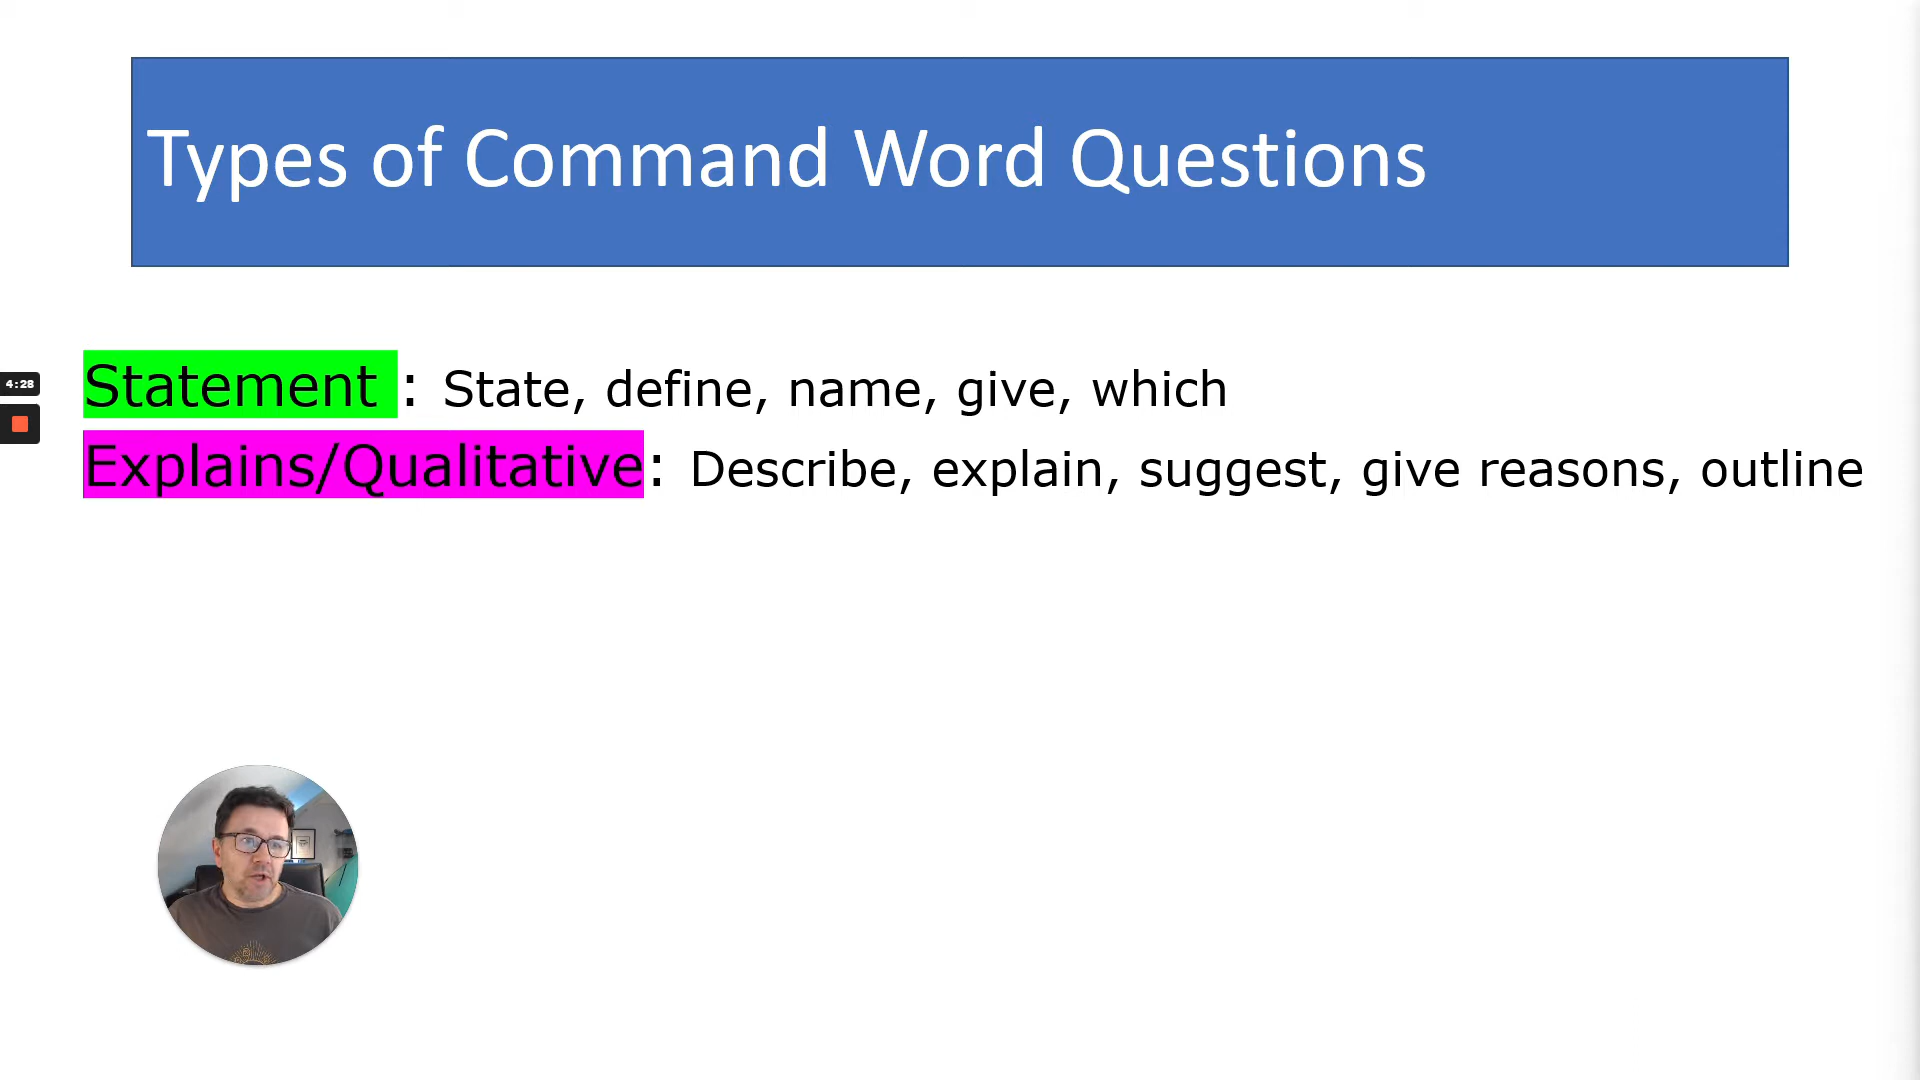 Types of Command Word Questions
Statement : State, define, name, give, which
4:28
Explains/Qualitative: Describe, explain, suggest, give reasons, outline